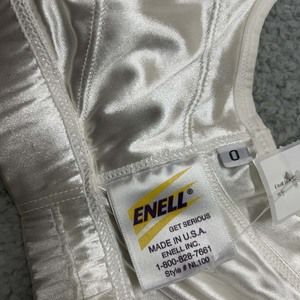 0
ENELL
GET SERIOUS
MADE IN U.S.A.
ENELL INC.
1-800-828-7661
Style # NL100